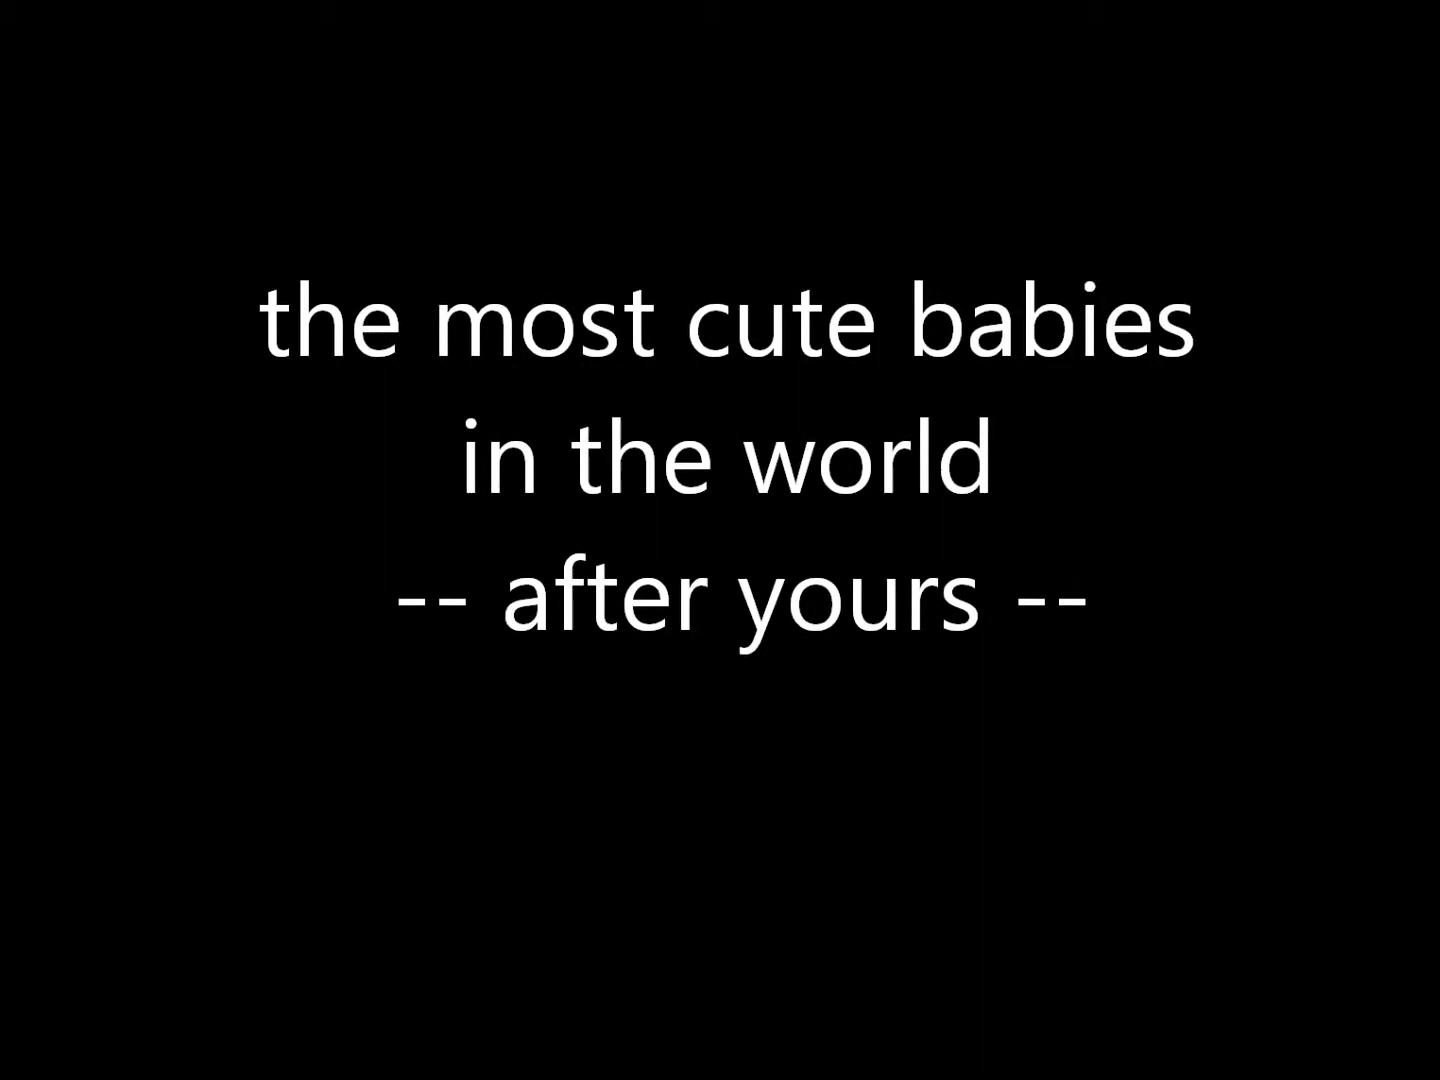 the most cute babies
in the world
-- after yours --